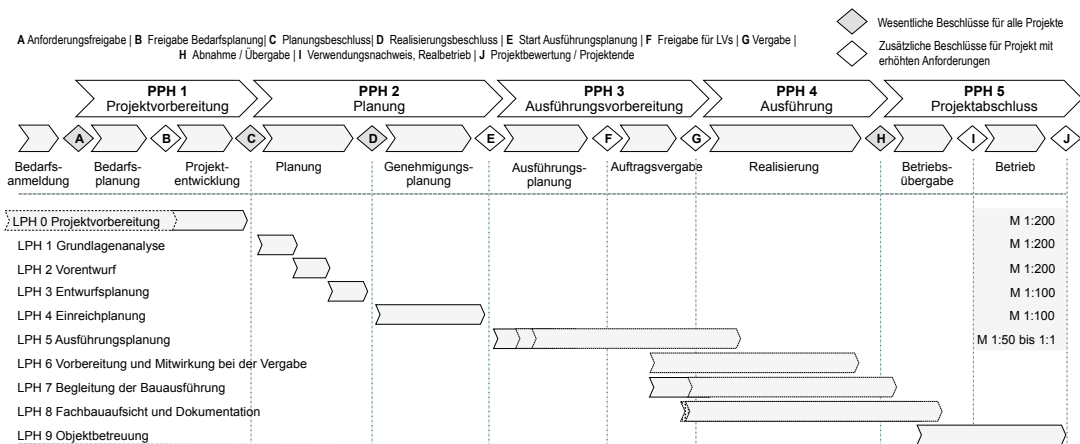 Wesentliche Beschlüsse für alle Projekte
A Anforderungsfreigabe | B Freigabe Bedarfsplanung| C Planungsbeschluss| D Realisierungsbeschluss | E Start Ausführungsplanung | F Freigabe für LVs | G Vergabe |
H Abnahme / Übergabe | I Verwendungsnachweis, Realbetrieb | J Projektbewertung / Projektende
Zusätzliche Beschlüsse für Projekt mit
erhöhten Anforderungen
PPH 1 PPH 2 PPH 3 PPH 4 PPH 5
Projektvorbereitung Planung Ausführungsvorbereitung Ausführung Projektabschluss
A B C D E F G H I J
Bedarfs- Bedarfs- Projekt- Planung Genehmigungs- Ausführungs- Auftragsvergabe Realisierung Betriebs- Betrieb
anmeldung planung entwicklung planung planung übergabe
LPH 0 Projektvorbereitung M 1:200
LPH 1 Grundlagenanalyse M 1:200
LPH 2 Vorentwurf M 1:200
LPH 3 Entwurfsplanung M 1:100
LPH 4 Einreichplanung M 1:100
LPH 5 Ausführungsplanung M 1:50 bis 1:1
LPH 6 Vorbereitung und Mitwirkung bei der Vergabe
LPH 7 Begleitung der Bauausführung
LPH 8 Fachbauaufsicht und Dokumentation
LPH 9 Objektbetreuung